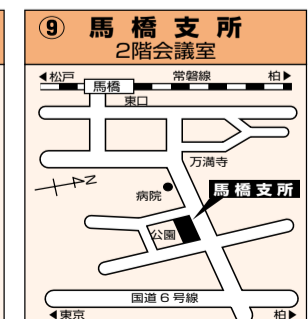 ⑨ 馬橋支所
2階会議室
◀松戸 常磐線 柏▶
馬橋
東口
万満寺
N
病院
馬橋支所
公園
国道6号線
◀東京 柏▶